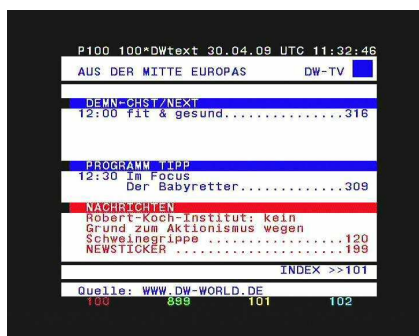 P100 100*DWtext 30.04.09 UTC 11:32:46
AUS DER MITTE EUROPAS DW-TV
DEMN←CHST/NEXT
12:00 fit & gesund...............316
PROGRAMM TIPP
12:30 Im Focus
Der Babyretter.............309
NACHRICHTEN
Robert-Koch-Institut: kein
Grund zum Aktionismus wegen
Schweinegrippe .................120
NEWSTICKER .....................199
INDEX >>101
Quelle: WWW.DW-WORLD.DE
100 899 101 102